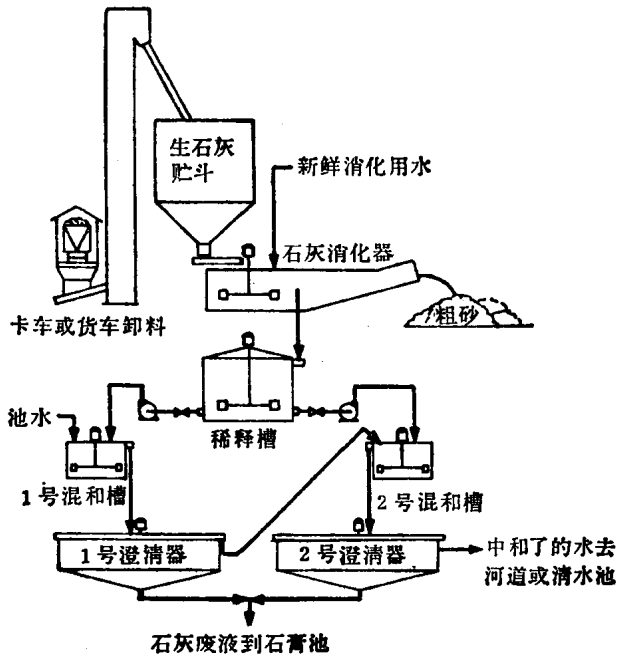 生石灰
贮斗
新鲜消化用水
石灰消化器
粗砂
卡车或货车卸料
稀释槽
池水
1号混和槽
2号混和槽
1号澄清器
2号澄清器
中和了的水去
河道或清水池
石灰废液到石膏池